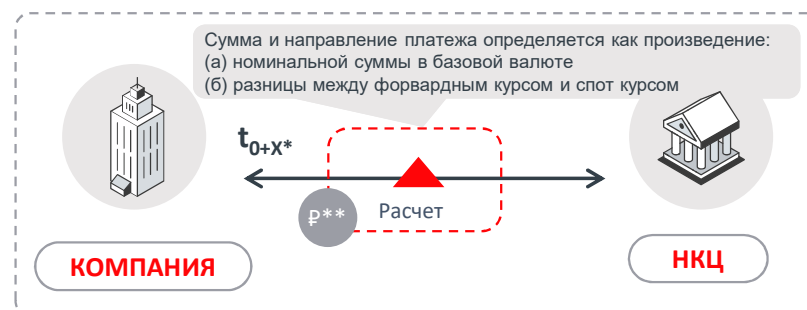 Сумма и направление платежа определяется как произведение:
(а) номинальной суммы в базовой валюте
(б) разницы между форвардным курсом и спот курсом
t0+X*
₽**
Расчет
КОМПАНИЯ
НКЦ